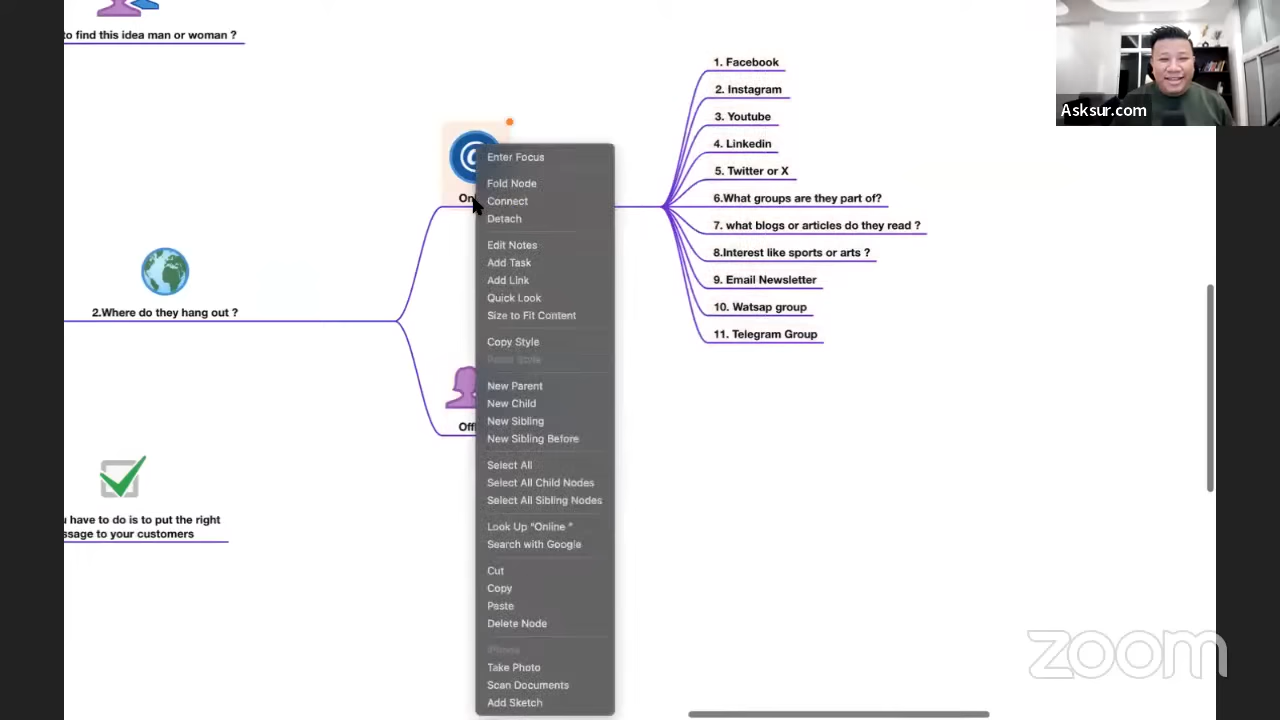 to find this idea man or woman ?
Asksur.com
1. Facebook
2. Instagram
3. Youtube
4. Linkedin
5. Twitter or X
6.What groups are they part of?
7. what blogs or articles do they read ?
8.Interest like sports or arts ?
9. Email Newsletter
10. Watsap group
11. Telegram Group
On
2.Where do they hang out ?
Off
Enter Focus
Fold Node
Connect
Detach
Edit Notes
Add Task
Add Link
Quick Look
Size to Fit Content
Copy Style
Paste Style
New Parent
New Child
New Sibling
New Sibling Before
Select All
Select All Child Nodes
Select All Sibling Nodes
Look Up "Online "
Search with Google
Cut
Copy
Paste
Delete Node
iPhone
Take Photo
Scan Documents
Add Sketch
have to do is to put the right
ssage to your customers
zoom